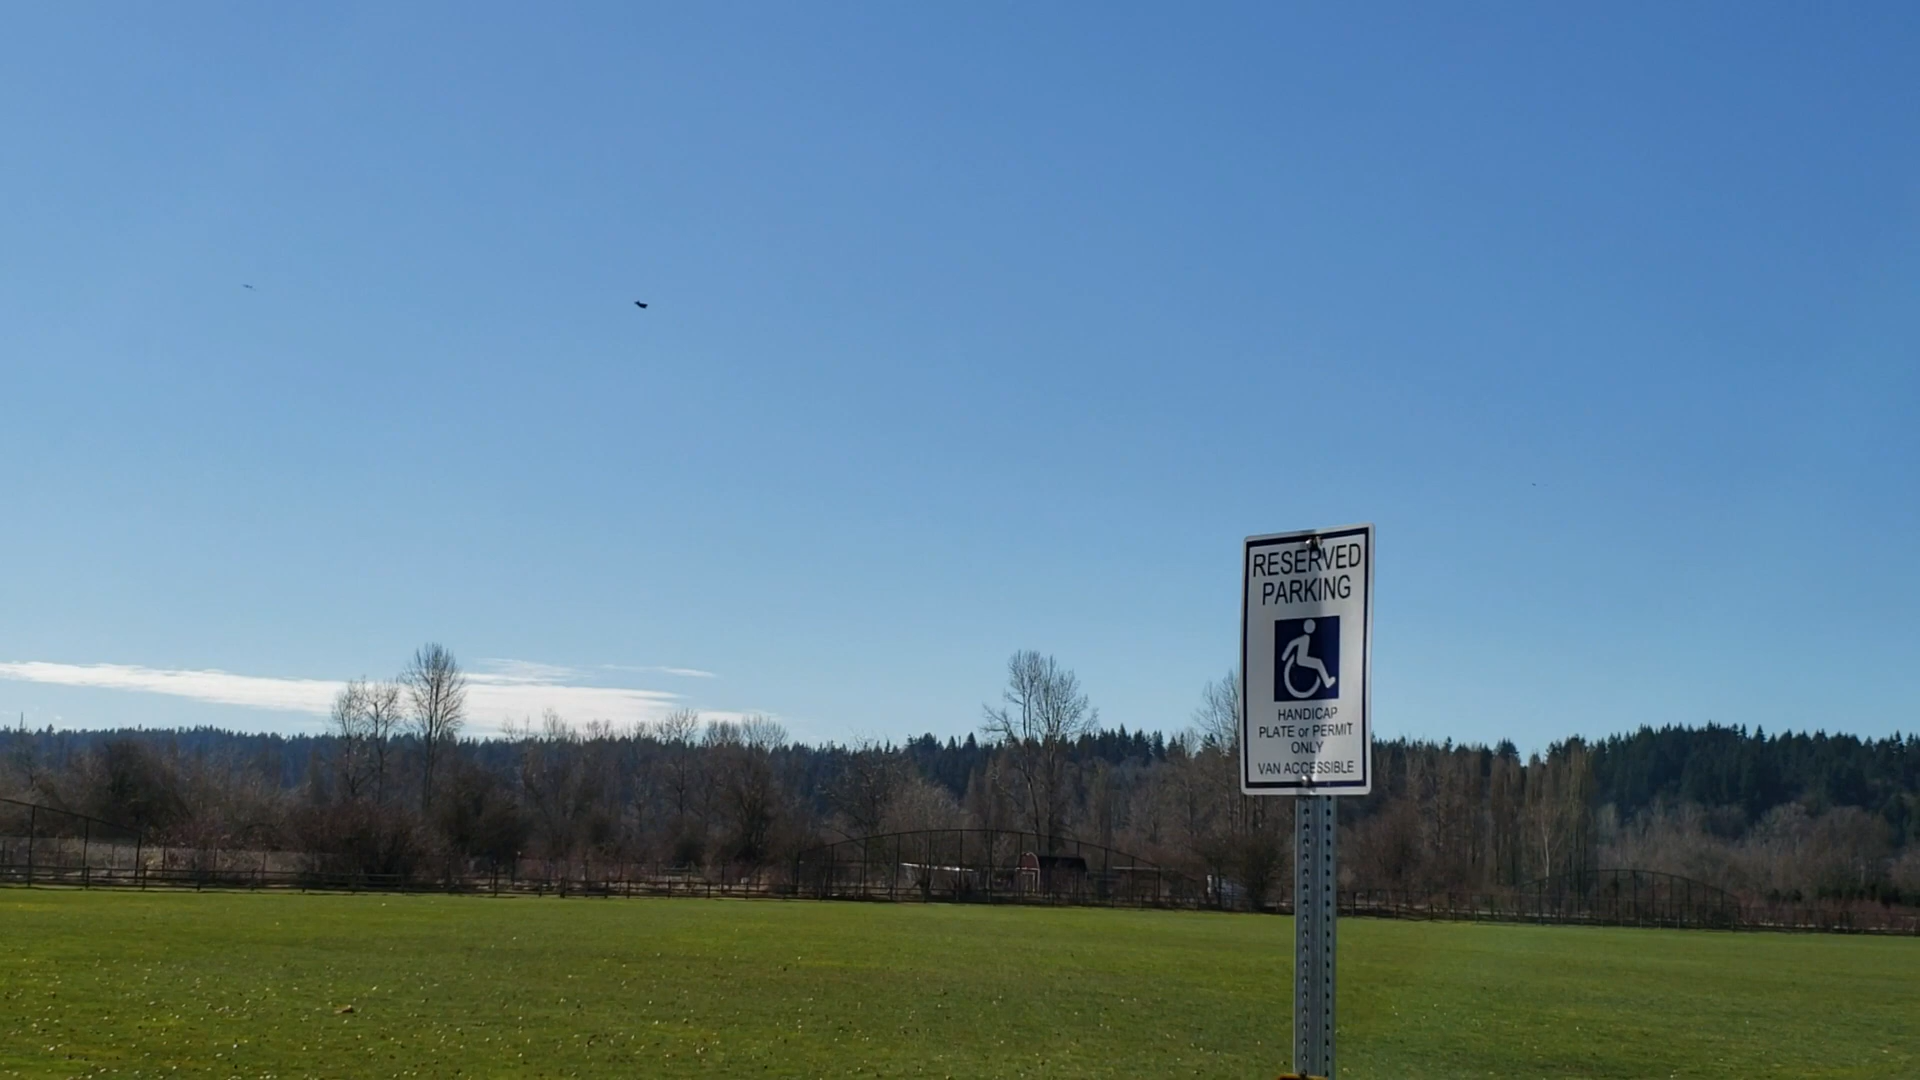 RESERVED
PARKING
HANDICAP
PLATE or PERMIT
ONLY
VAN ACCESSIBLE